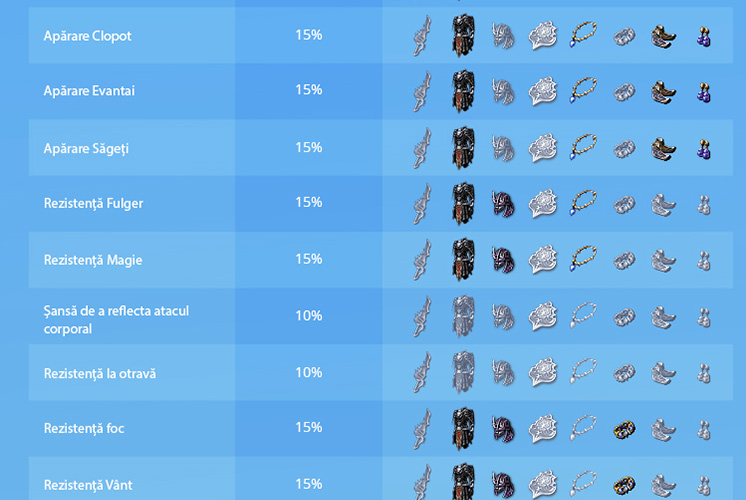 Apărare Clopot 15%
Apărare Evantai 15%
Apărare Săgeți 15%
Rezistență Fulger 15%
Rezistență Magie 15%
Șansă de a reflecta atacul
corporal 10%
Rezistență la otravă 10%
Rezistență foc 15%
Rezistență Vânt 15%